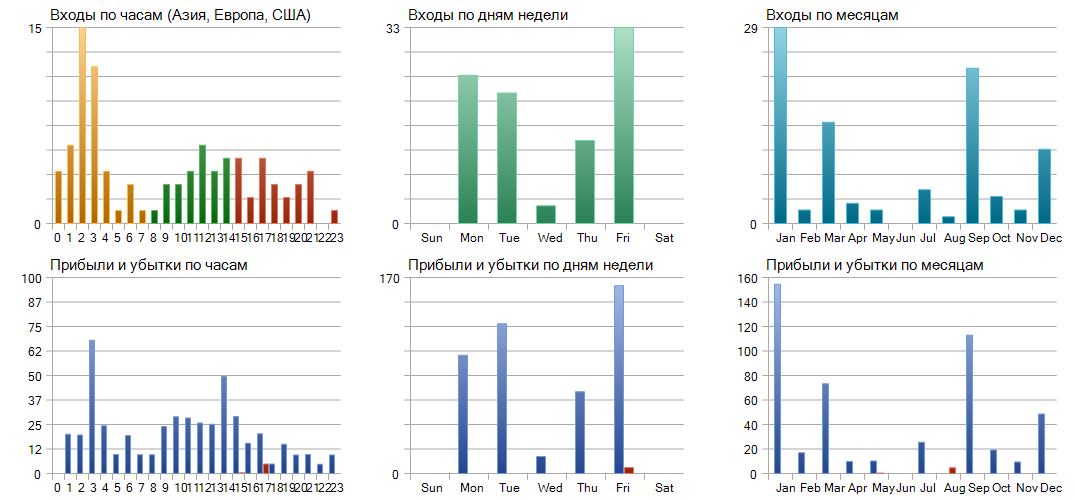 Входы по часам (Азия, Европа, США)
15
0
0 1 2 3 4 5 6 7 8 9 10 11 12 13 14 15 16 17 18 19 20 21 22 23
Входы по дням недели
33
0
Sun Mon Tue Wed Thu Fri Sat
Входы по месяцам
29
0
Jan Feb Mar Apr May Jun Jul Aug Sep Oct Nov Dec
Прибыли и убытки по часам
100
87
75
62
50
37
25
12
0
0 1 2 3 4 5 6 7 8 9 10 11 12 13 14 15 16 17 18 19 20 21 22 23
Прибыли и убытки по дням недели
170
0
Sun Mon Tue Wed Thu Fri Sat
Прибыли и убытки по месяцам
160
140
120
100
80
60
40
20
0
Jan Feb Mar Apr May Jun Jul Aug Sep Oct Nov Dec